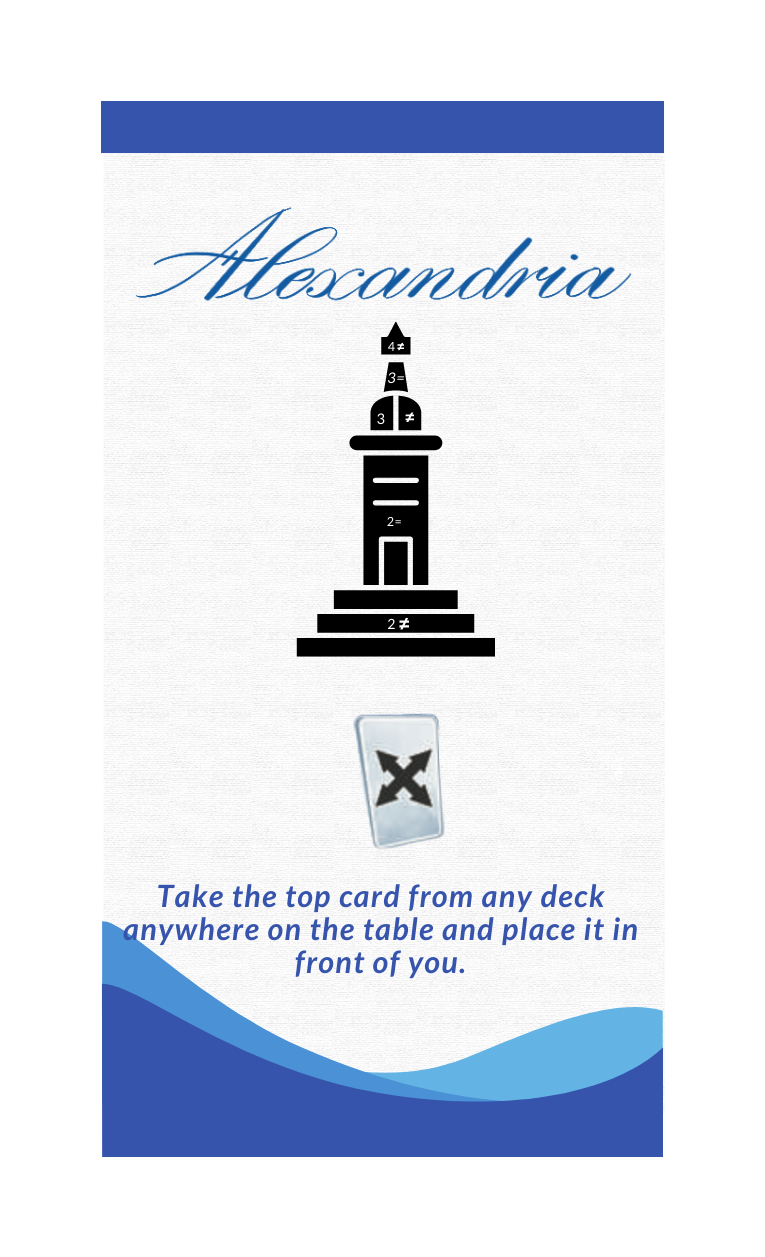 Alexandria
4≠
3=
3 ≠
2=
2≠
Take the top card from any deck
anywhere on the table and place it in
front of you.